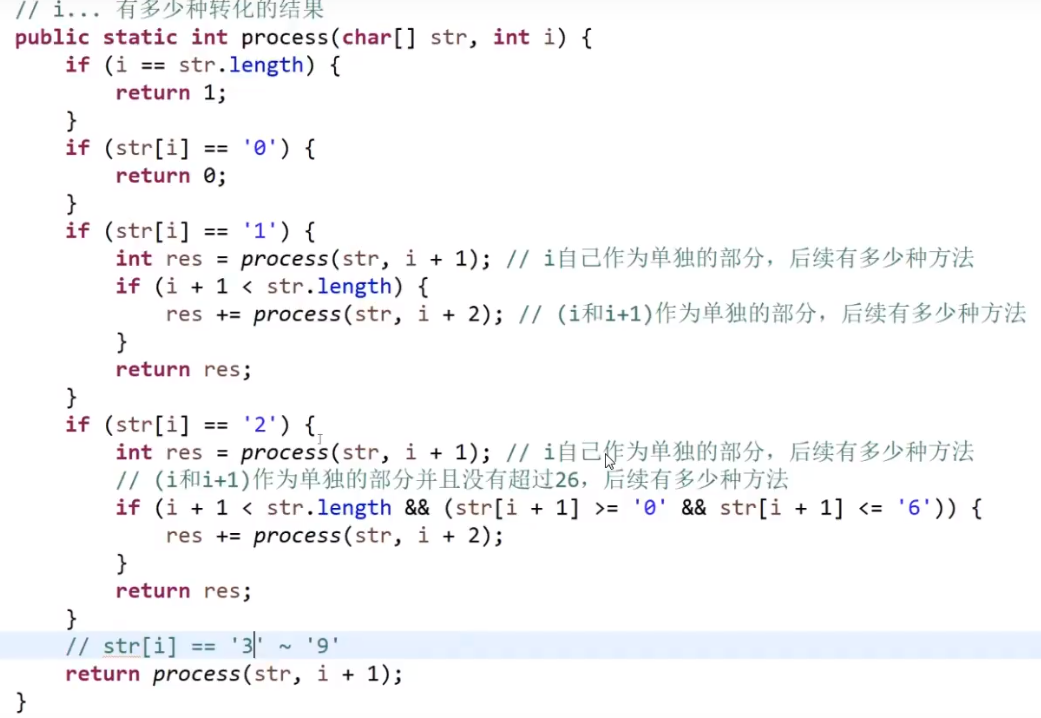 // i... 有多少种转化的结果
public static int process(char[] str, int i) {
    if (i == str.length) {
        return 1;
    }
    if (str[i] == '0') {
        return 0;
    }
    if (str[i] == '1') {
        int res = process(str, i + 1); // i自己作为单独的部分，后续有多少种方法
        if (i + 1 < str.length) {
            res += process(str, i + 2); // (i和i+1)作为单独的部分，后续有多少种方法
        }
        return res;
    }
    if (str[i] == '2') {
        int res = process(str, i + 1); // i自己作为单独的部分，后续有多少种方法
        // (i和i+1)作为单独的部分并且没有超过26，后续有多少种方法
        if (i + 1 < str.length && (str[i + 1] >= '0' && str[i + 1] <= '6')) {
            res += process(str, i + 2);
        }
        return res;
    }
    // str[i] == '3' ~ '9'
    return process(str, i + 1);
}